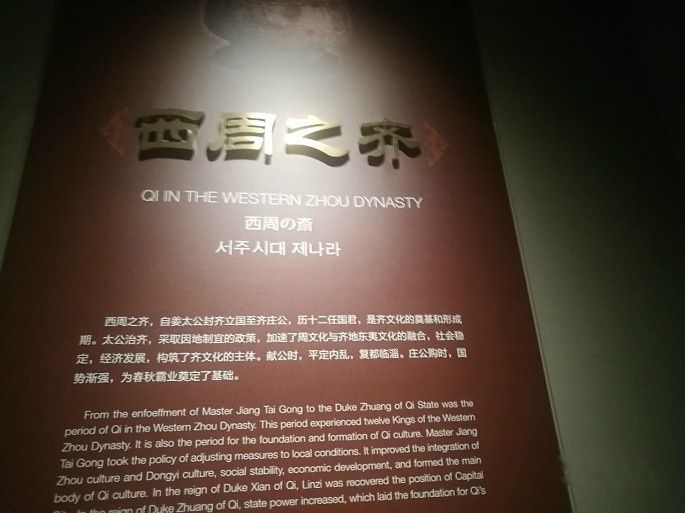 西周之齐
QI IN THE WESTERN ZHOU DYNASTY
西周の斎
서주시대 제나라
西周之齐，自姜太公封齐立国至齐庄公，历十二任国君，是齐文化的奠基和形成
期。太公治齐，采取因地制宜的政策，加速了周文化与齐地东夷文化的融合，社会稳
定，经济发展，构筑了齐文化的主体。献公时，平定内乱，复都临淄。庄公购时，国
势渐强，为春秋霸业奠定了基础。
From the enfoeffment of Master Jiang Tai Gong to the Duke Zhuang of Qi State was the
period of Qi in the Western Zhou Dynasty. This period experienced twelve Kings of the Western
Zhou Dynasty. It is also the period for the foundation and formation of Qi culture. Master Jiang
Tai Gong took the policy of adjusting measures to local conditions. It improved the integration of
Zhou culture and Dongyi culture, social stability, economic development, and formed the main
body of Qi culture. In the reign of Duke Xian of Qi, Linzi was recovered the position of Capital
the reign of Duke Zhuang of Qi, state power increased, which laid the foundation for Qi's